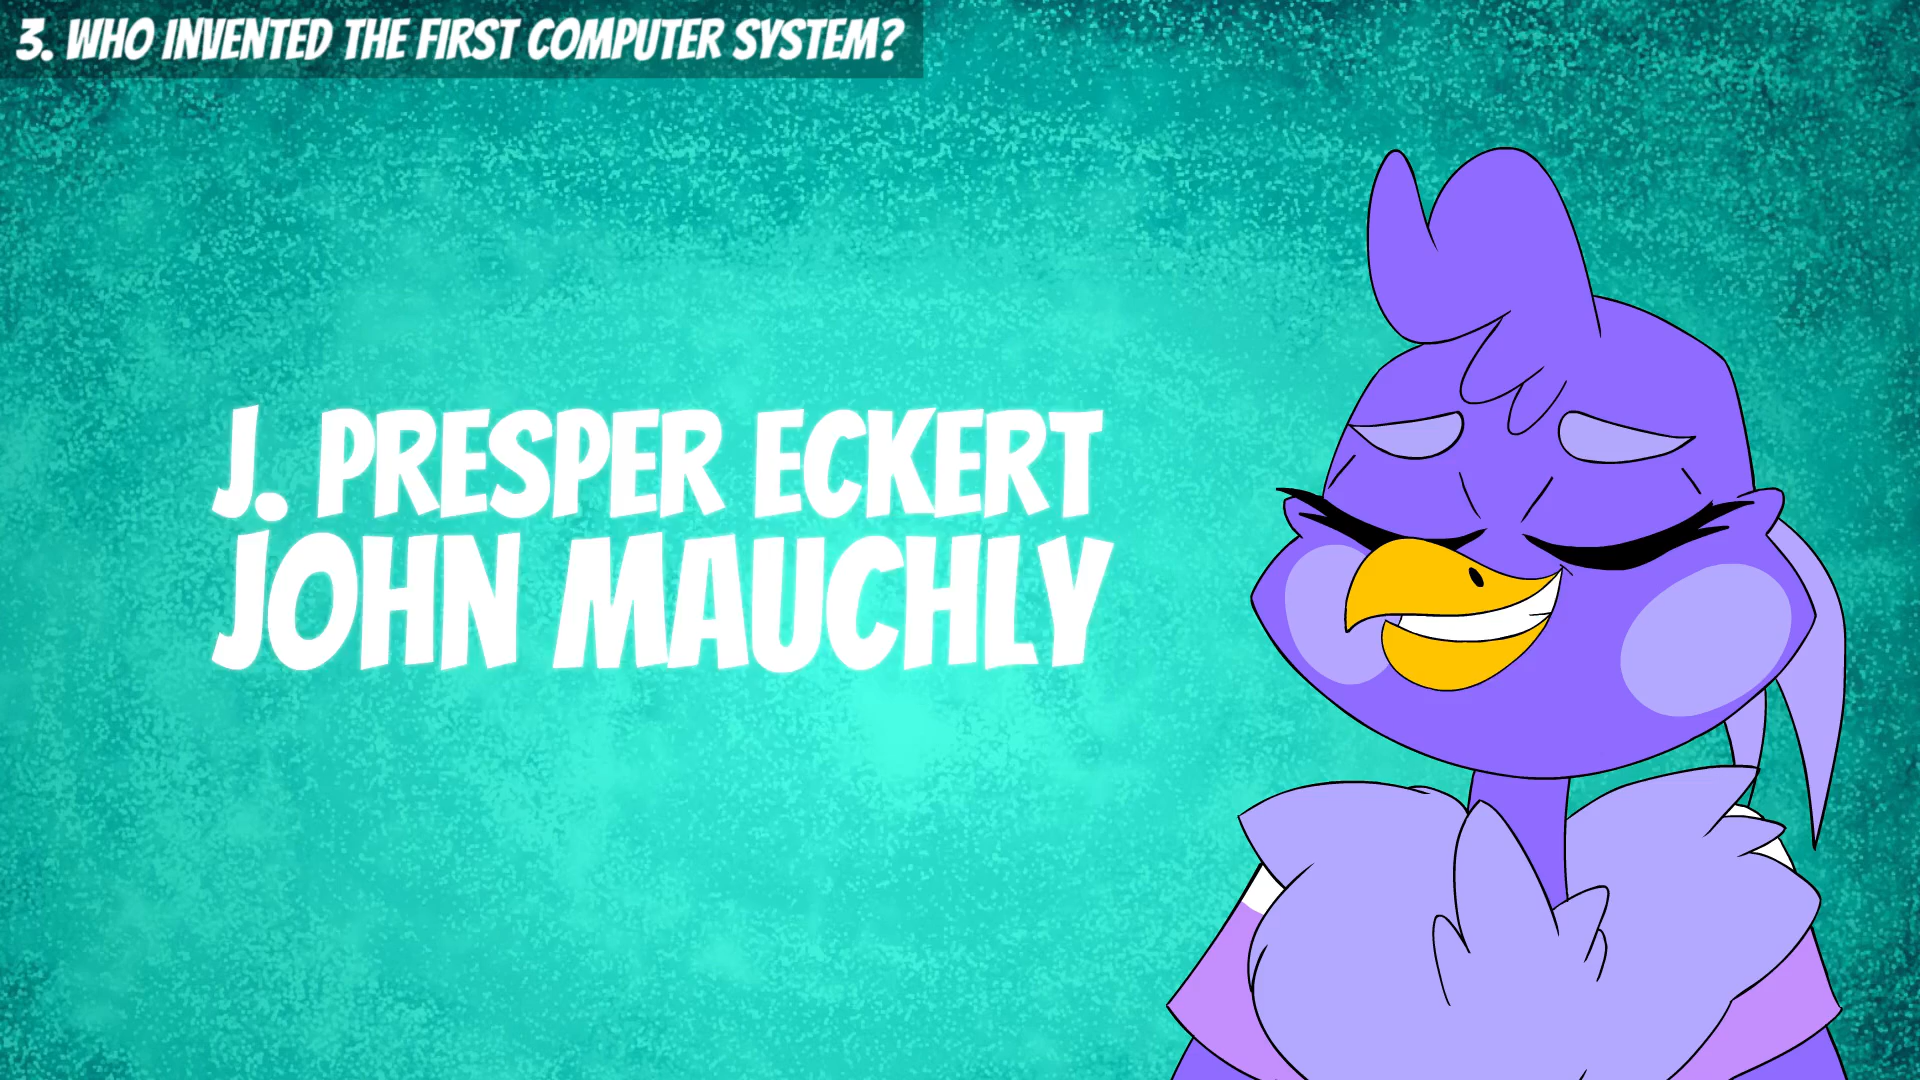 3. WHO INVENTED THE FIRST COMPUTER SYSTEM?
J. PRESPER ECKERT
JOHN MAUCHLY